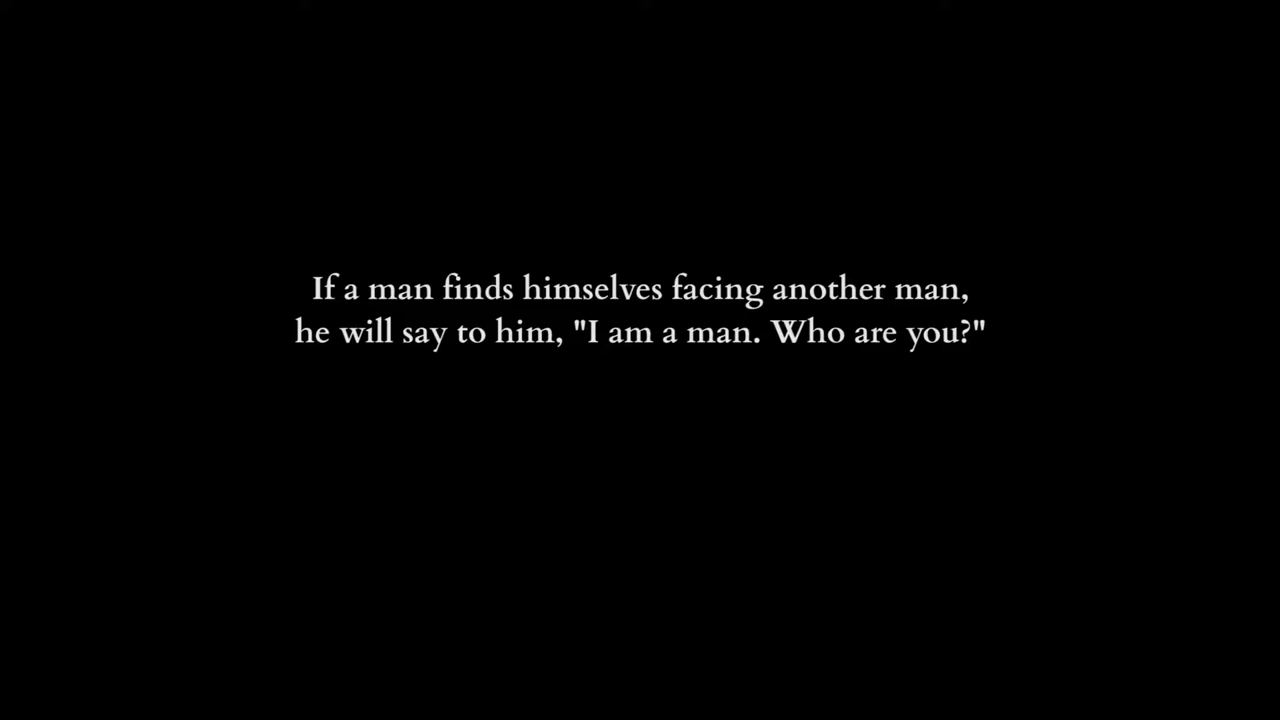 If a man finds himselves facing another man,
he will say to him, "I am a man. Who are you?"